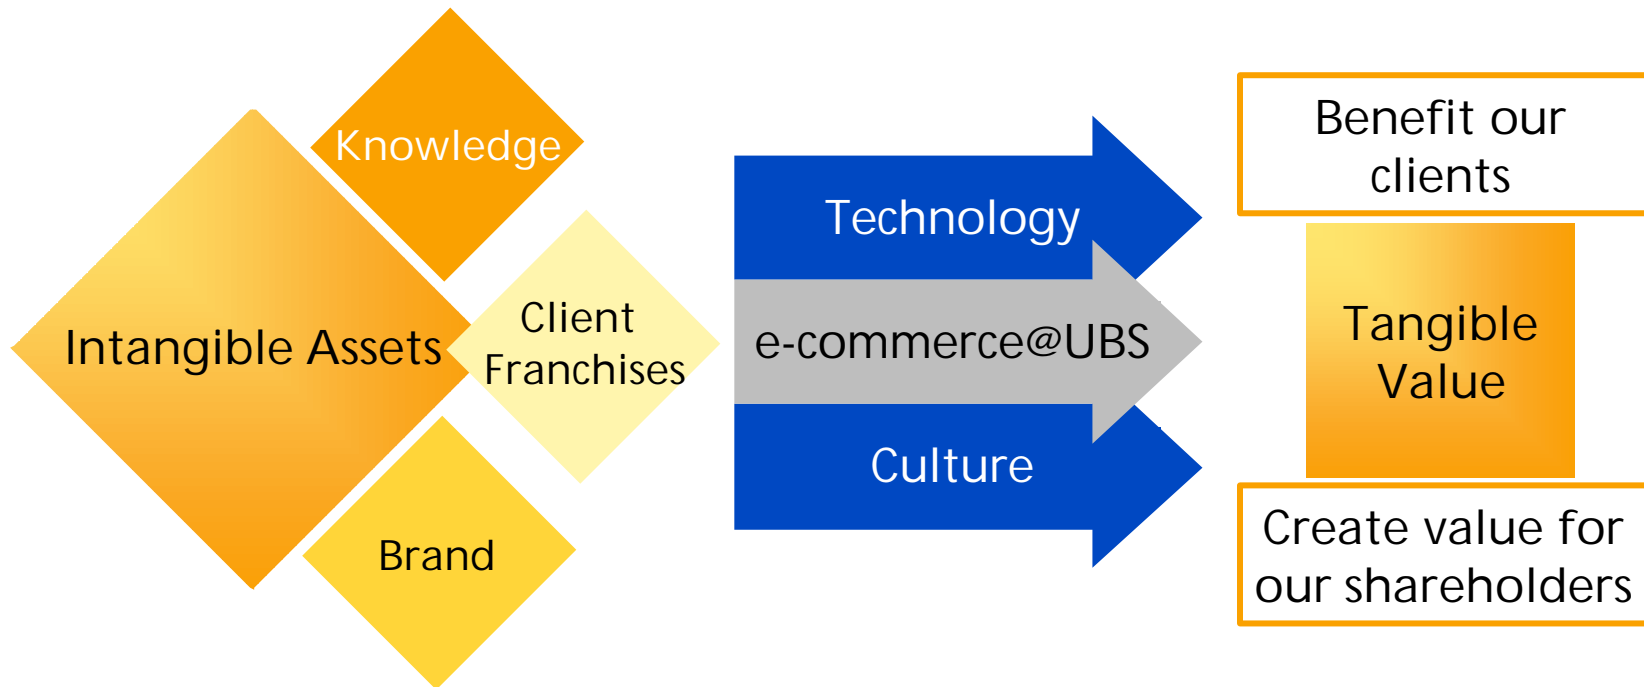 Knowledge
Intangible Assets
Client
Franchises
Brand
Technology
e-commerce@UBS
Culture
Benefit our
clients
Tangible
Value
Create value for
our shareholders